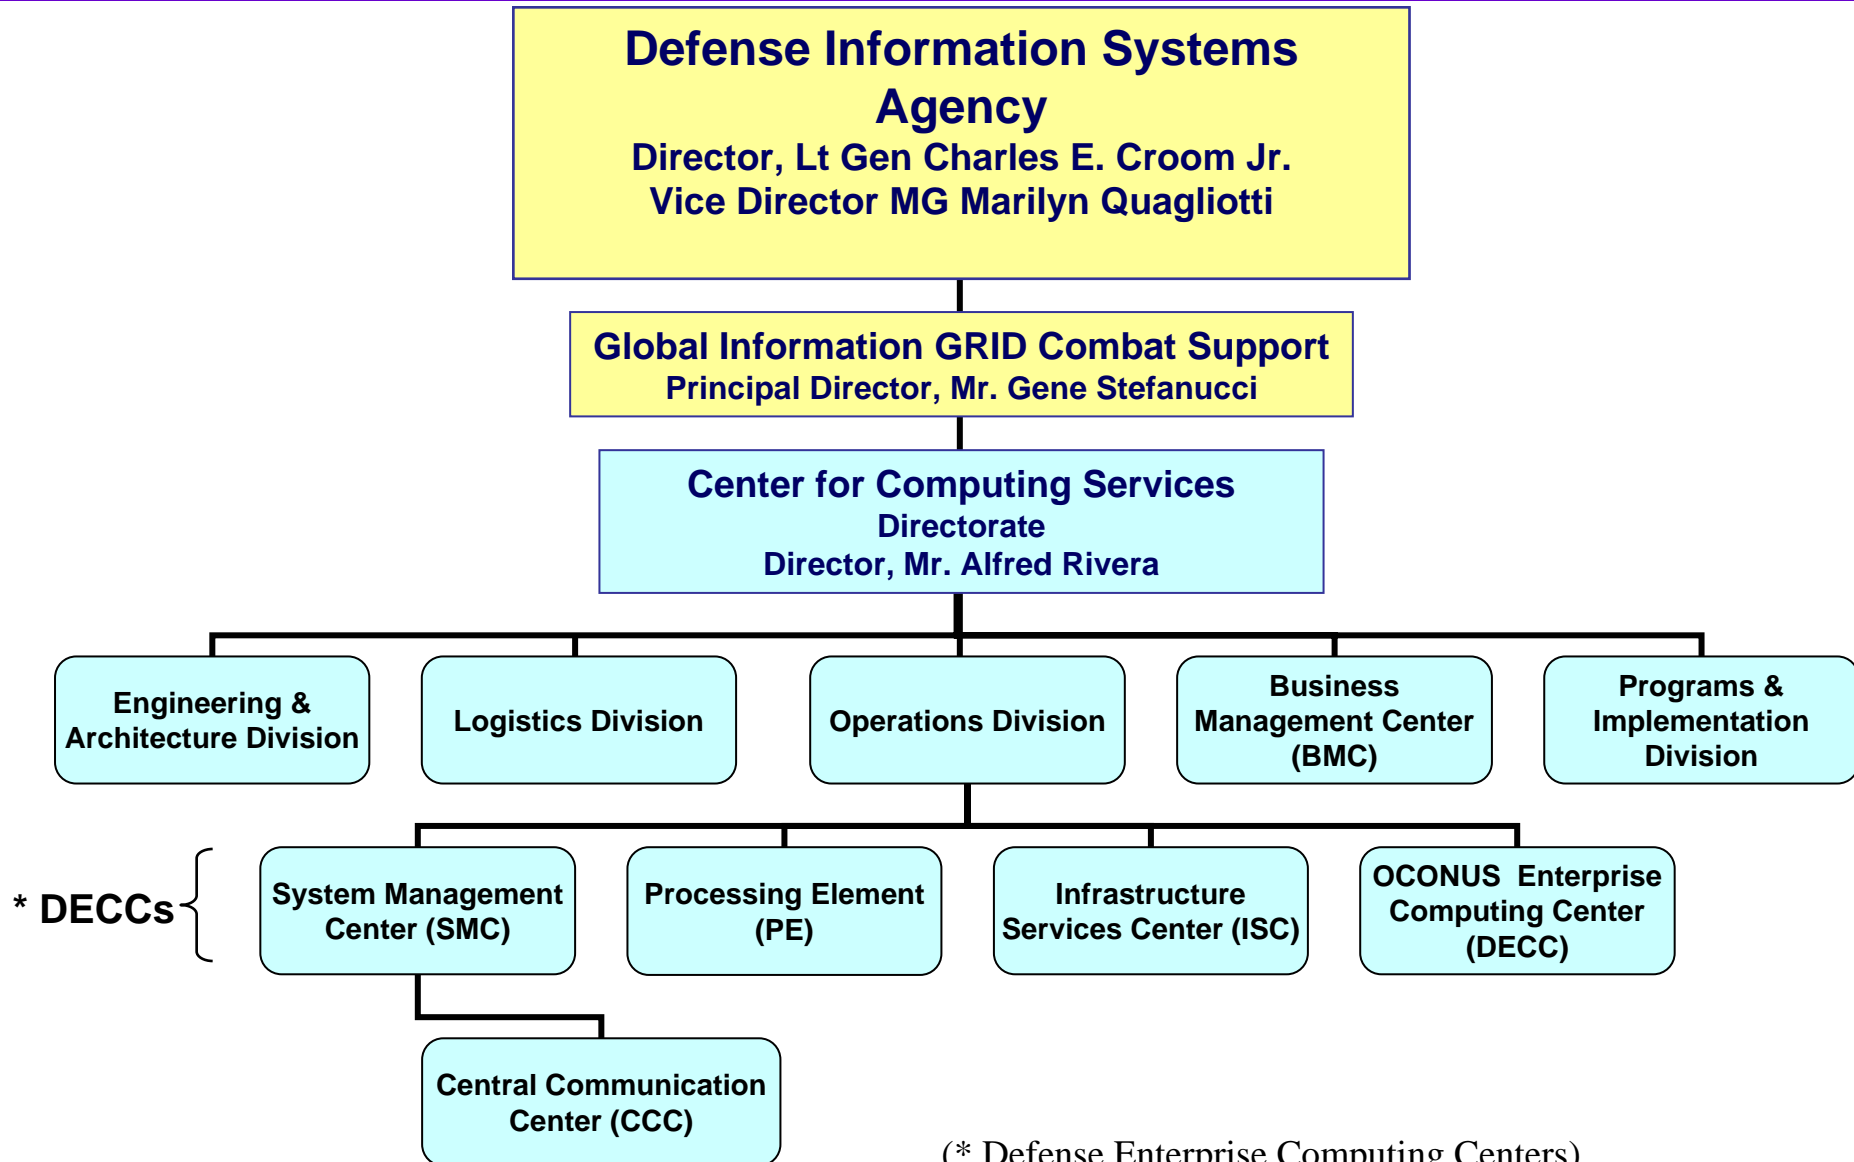 Defense Information Systems
Agency
Director, Lt Gen Charles E. Croom Jr.
Vice Director MG Marilyn Quagliotti
Global Information GRID Combat Support
Principal Director, Mr. Gene Stefanucci
Center for Computing Services
Directorate
Director, Mr. Alfred Rivera
Engineering &
Architecture Division
Logistics Division
Operations Division
Business
Management Center
(BMC)
Programs &
Implementation
Division
* DECCs
System Management
Center (SMC)
Processing Element
(PE)
Infrastructure
Services Center (ISC)
OCONUS  Enterprise
Computing Center
(DECC)
Central Communication
Center (CCC)
(* Defense Enterprise Computing Centers)